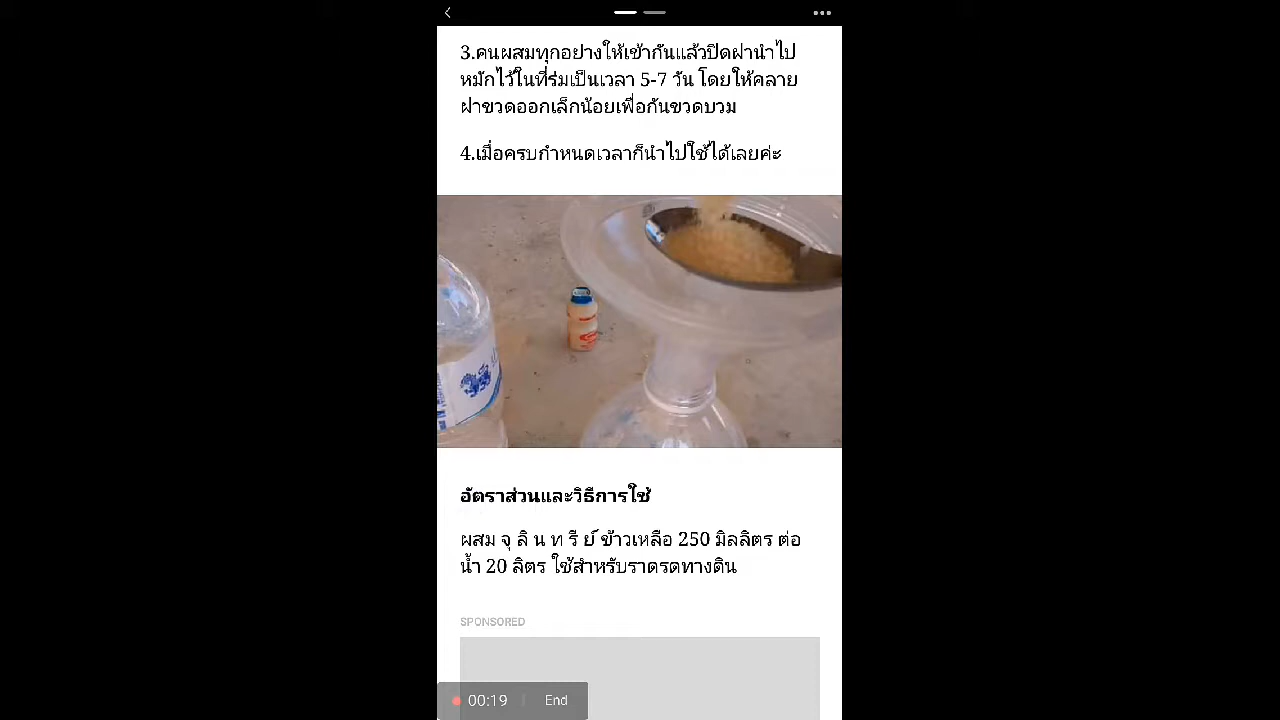 3.คนผสมทุกอย่างให้เข้ากันแล้วปิดฝานำไป
หมักไว้ในที่ร่มเป็นเวลา 5-7 วัน โดยให้คลาย
ฝาขวดออกเล็กน้อยเพื่อกันขวดบวม
4.เมื่อครบกำหนดเวลาก็นำไปใช้ได้เลยค่ะ
อัตราส่วนและวิธีการใช้
ผสม จุ ลิ น ท รี ย์ ข้าวเหลือ 250 มิลลิตร ต่อ
น้ำ 20 ลิตร ใช้สำหรับราดรดทางดิน
SPONSORED
00:19 | End